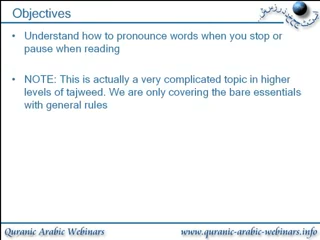 Objectives
• Understand how to pronounce words when you stop or
pause when reading
• NOTE: This is actually a very complicated topic in higher
levels of tajweed. We are only covering the bare essentials
with general rules
Quranic Arabic Webinars
www.quranic-arabic-webinars.info